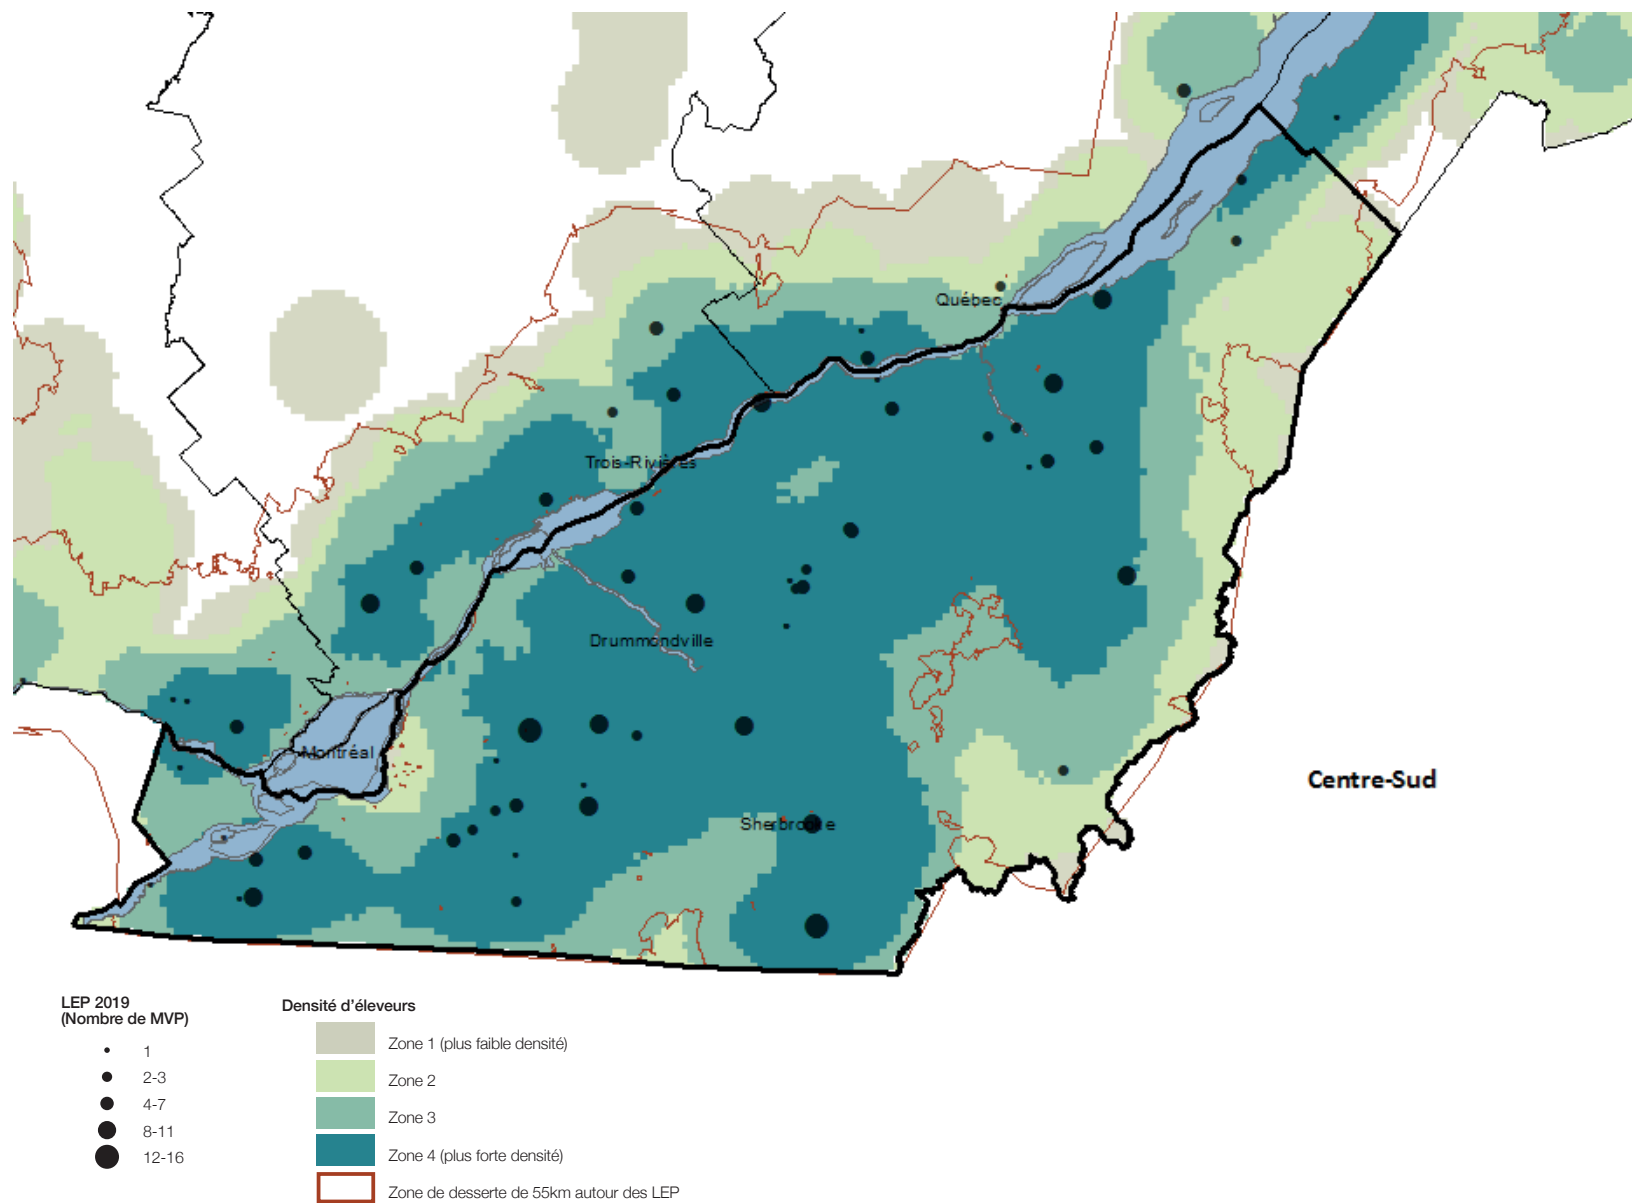 Québec
Trois-Rivières
Drummondville
Montréal
Centre-Sud
Sherbrooke
LEP 2019
(Nombre de MVP)
1
2-3
4-7
8-11
12-16
Densité d'éleveurs
Zone 1 (plus faible densité)
Zone 2
Zone 3
Zone 4 (plus forte densité)
Zone de desserte de 55km autour des LEP